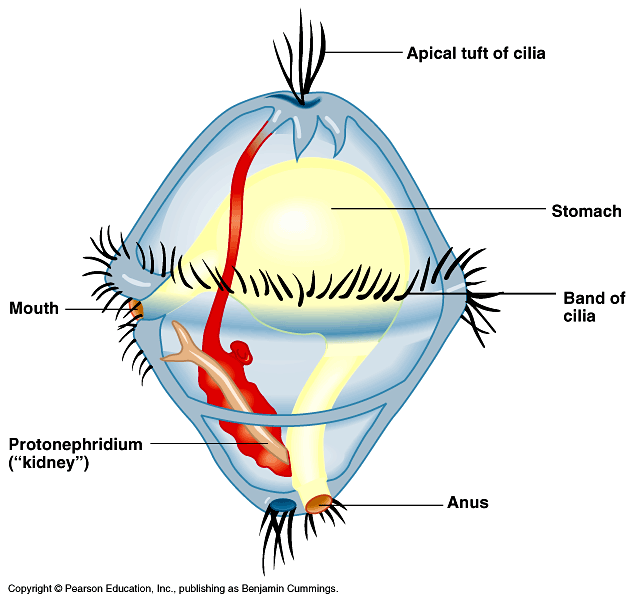 Apical tuft of cilia
Stomach
Band of
cilia
Mouth
Protonephridium
(“kidney”)
Anus
Copyright © Pearson Education, Inc., publishing as Benjamin Cummings.